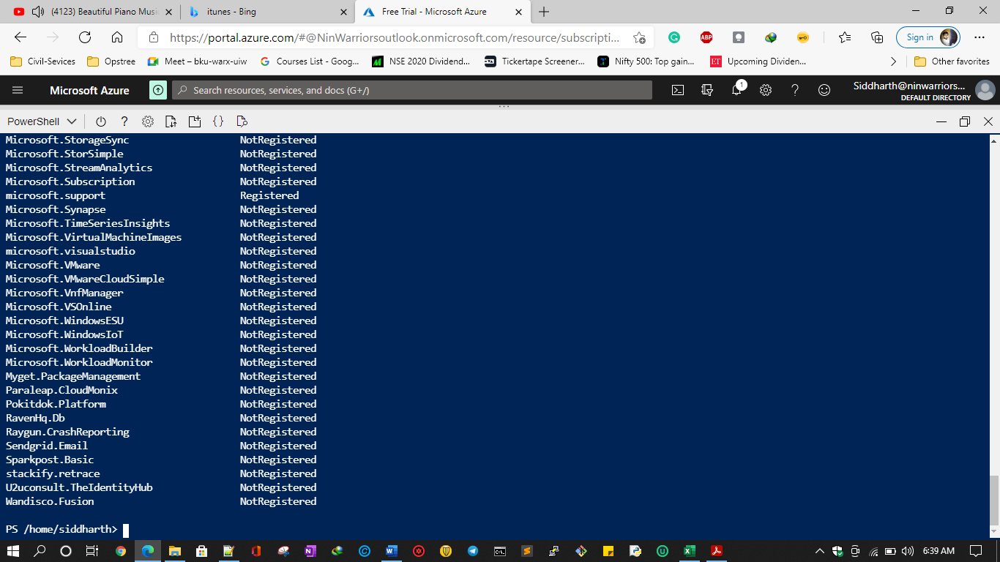 (4123) Beautiful Piano Musi
itunes - Bing
Free Trial - Microsoft Azure
https://portal.azure.com/#@NinWarriorsoutlook.onmicrosoft.com/resource/subscripti...
ABP
Sign in
Civil-Sevices
Opstree
Meet – bku-warx-uiw
Courses List - Goog...
NSE 2020 Dividend...
Tickertape Screener...
Nifty 500: Top gain...
ET
Upcoming Dividen...
Other favorites
Microsoft Azure
Search resources, services, and docs (G+/)
1
Siddharth@ninwarriors...
DEFAULT DIRECTORY
PowerShell
Microsoft.StorageSync NotRegistered
Microsoft.StorSimple NotRegistered
Microsoft.StreamAnalytics NotRegistered
Microsoft.Subscription NotRegistered
microsoft.support Registered
Microsoft.Synapse NotRegistered
Microsoft.TimeSeriesInsights NotRegistered
Microsoft.VirtualMachineImages NotRegistered
microsoft.visualstudio NotRegistered
Microsoft.VMware NotRegistered
Microsoft.VMwareCloudSimple NotRegistered
Microsoft.VnfManager NotRegistered
Microsoft.VSOnline NotRegistered
Microsoft.WindowsESU NotRegistered
Microsoft.WindowsIoT NotRegistered
Microsoft.WorkloadBuilder NotRegistered
Microsoft.WorkloadMonitor NotRegistered
Myget.PackageManagement NotRegistered
Paraleap.CloudMonix NotRegistered
Pokitdok.Platform NotRegistered
RavenHq.Db NotRegistered
Raygun.CrashReporting NotRegistered
Sendgrid.Email NotRegistered
Sparkpost.Basic NotRegistered
stackify.retrace NotRegistered
U2uconsult.TheIdentityHub NotRegistered
Wandisco.Fusion NotRegistered
PS /home/siddharth>
6:39 AM